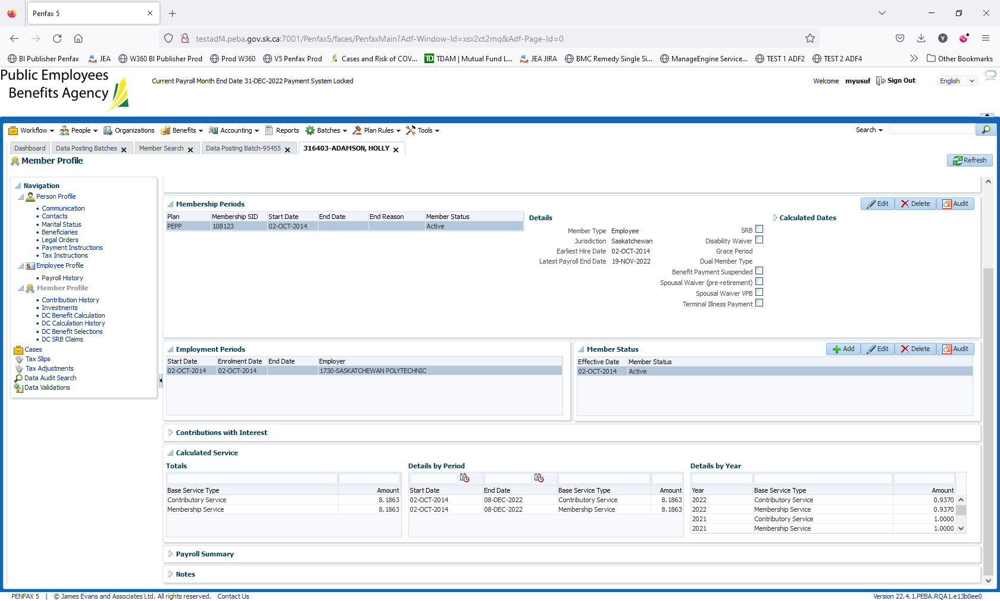 Penfax 5
testadf4.peba.gov.sk.ca:7001/Penfax5/faces/PenfaxMain?Adf-Window-Id=xsx2ct2mq&Adf-Page-Id=0
Y
BI Publisher Penfax JEA W360 BI Publisher Prod Prod W360 V5 Penfax Prod Cases and Risk of COV... TDAM | Mutual Fund L... JEA JIRA BMC Remedy Single Si... ManageEngine Service... TEST 1 ADF2 TEST 2 ADF4 Other Bookmarks
Public Employees
Benefits Agency
Current Payroll Month End Date 31-DEC-2022 Payment System Locked
Welcome myusuf Sign Out English
Workflow People Organizations Benefits Accounting Reports Batches Plan Rules Tools Search
Dashboard Data Posting Batches Member Search Data Posting Batch-95455 316403-ADAMSON, HOLLY
Member Profile
Refresh
Navigation
Person Profile
Communication
Contacts
Marital Status
Beneficiaries
Legal Orders
Payment Instructions
Tax Instructions
Employee Profile
Payroll History
Member Profile
Contribution History
Investments
DC Benefit Calculation
DC Calculation History
DC Benefit Selections
DC SRB Claims
Cases
Tax Slips
Tax Adjustments
Data Audit Search
Data Validations
Membership Periods
Edit Delete Audit
Plan Membership SID Start Date End Date End Reason Member Status
PEPP 108123 02-OCT-2014 Active
Details
Member Type Employee
Jurisdiction Saskatchewan
Earliest Hire Date 02-OCT-2014
Latest Payroll End Date 19-NOV-2022
SRB
Disability Waiver
Grace Period
Dual Member Type
Benefit Payment Suspended
Spousal Waiver (pre-retirement)
Spousal Waiver VPB
Terminal Illness Payment
Calculated Dates
Employment Periods
Start Date Enrolment Date End Date Employer
02-OCT-2014 02-OCT-2014 1730-SASKATCHEWAN POLYTECHNIC
Member Status
Add Edit Delete Audit
Effective Date Member Status
02-OCT-2014 Active
Contributions with Interest
Calculated Service
Totals
Base Service Type Amount
Contributory Service 8.1863
Membership Service 8.1863
Details by Period
Start Date End Date Base Service Type Amount
02-OCT-2014 08-DEC-2022 Contributory Service 8.1863
02-OCT-2014 08-DEC-2022 Membership Service 8.1863
Details by Year
Year Base Service Type Amount
2022 Contributory Service 0.9370
2022 Membership Service 0.9370
2021 Contributory Service 1.0000
2021 Membership Service 1.0000
Payroll Summary
Notes
PENFAX 5 | © James Evans and Associates Ltd. All rights reserved. Contact Us
Version 22.4.1.PEBA.RQA1.e13b0ee0